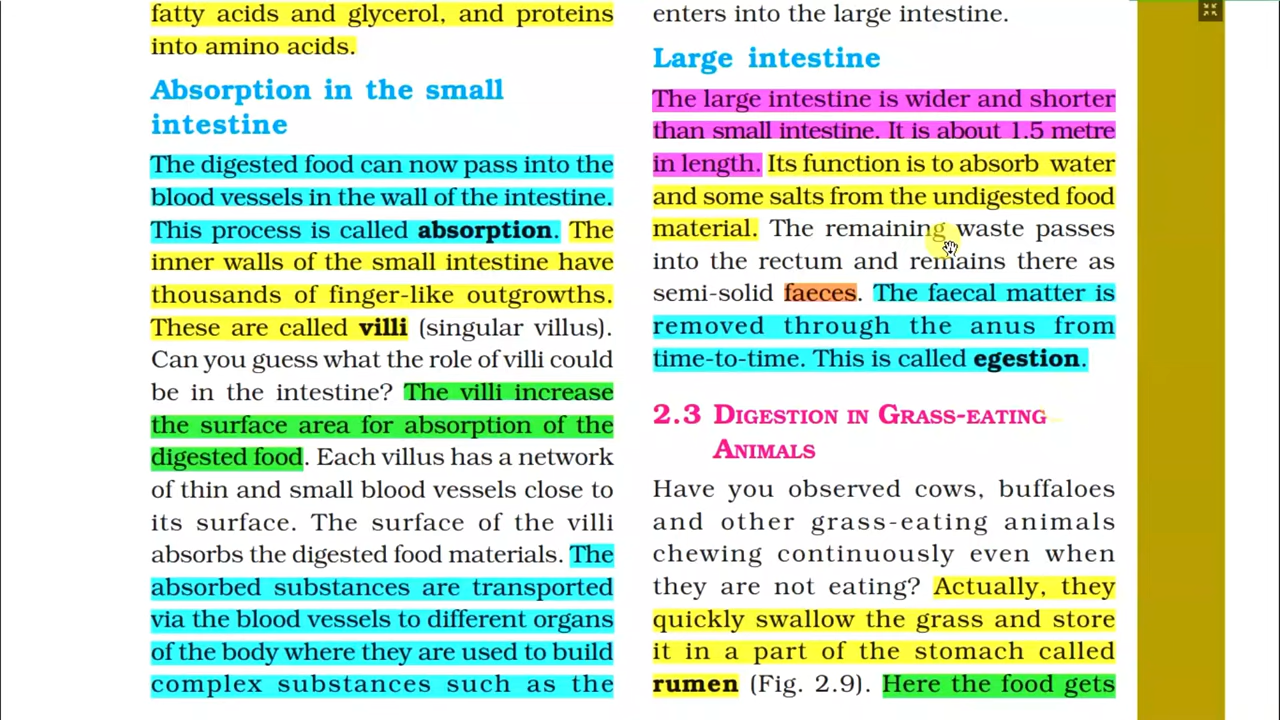 fatty acids and glycerol, and proteins
into amino acids.
Absorption in the small
intestine
The digested food can now pass into the
blood vessels in the wall of the intestine.
This process is called absorption. The
inner walls of the small intestine have
thousands of finger-like outgrowths.
These are called villi (singular villus).
Can you guess what the role of villi could
be in the intestine? The villi increase
the surface area for absorption of the
digested food. Each villus has a network
of thin and small blood vessels close to
its surface. The surface of the villi
absorbs the digested food materials. The
absorbed substances are transported
via the blood vessels to different organs
of the body where they are used to build
complex substances such as the
enters into the large intestine.
Large intestine
The large intestine is wider and shorter
than small intestine. It is about 1.5 metre
in length. Its function is to absorb water
and some salts from the undigested food
material. The remaining waste passes
into the rectum and remains there as
semi-solid faeces. The faecal matter is
removed through the anus from
time-to-time. This is called egestion.
2.3 DIGESTION IN GRASS-EATING
ANIMALS
Have you observed cows, buffaloes
and other grass-eating animals
chewing continuously even when
they are not eating? Actually, they
quickly swallow the grass and store
it in a part of the stomach called
rumen (Fig. 2.9). Here the food gets